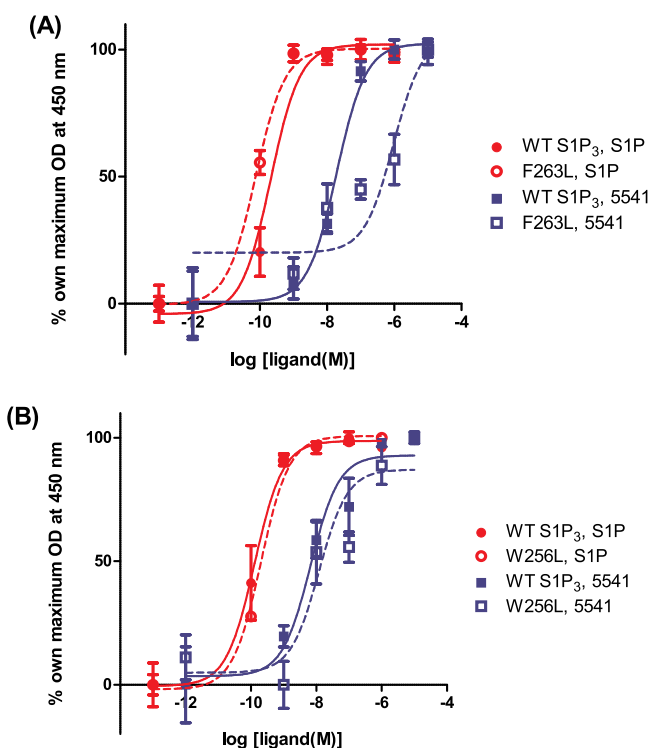 (A)
100
50
0
-12
-10
-8
-6
-4
% own maximum OD at 450 nm
log [ligand(M)]
WT S1P₃, S1P
F263L, S1P
WT S1P₃, 5541
F263L, 5541
(B)
100
50
0
-12
-10
-8
-6
-4
% own maximum OD at 450 nm
log [ligand(M)]
WT S1P₃, S1P
W256L, S1P
WT S1P₃, 5541
W256L, 5541